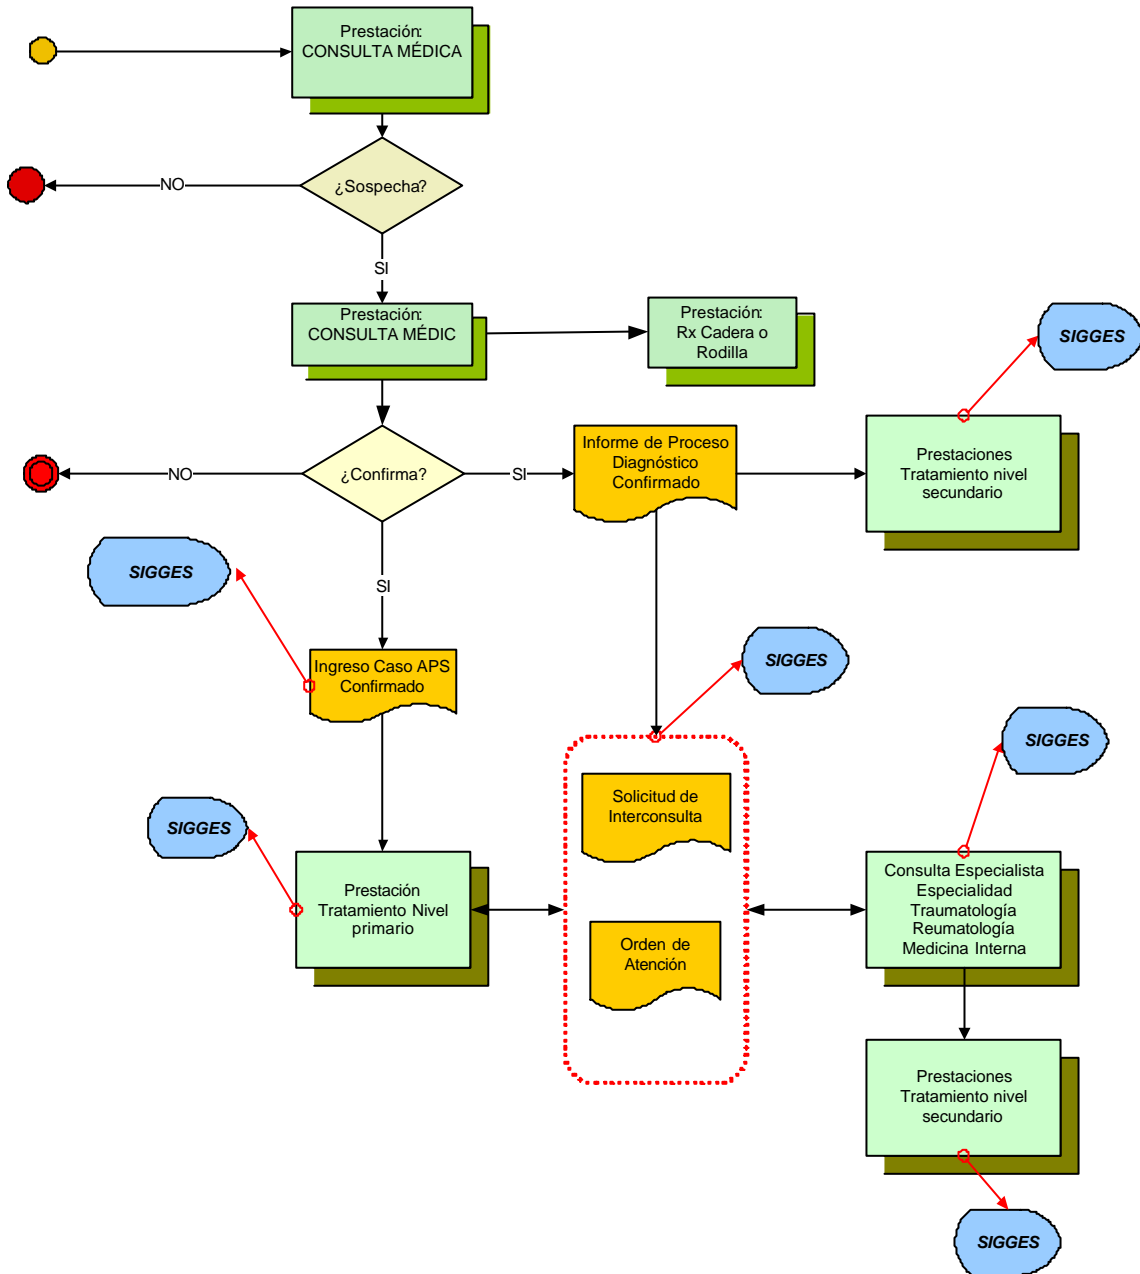 Prestación:
CONSULTA MÉDICA
¿Sospecha?
NO
SI
Prestación:
CONSULTA MÉDIC
Prestación:
Rx Cadera o
Rodilla
SIGGES
¿Confirma?
NO
SI
Informe de Proceso
Diagnóstico
Confirmado
Prestaciones
Tratamiento nivel
secundario
SIGGES
SI
Ingreso Caso APS
Confirmado
SIGGES
SIGGES
Solicitud de
Interconsulta
SIGGES
Prestación
Tratamiento Nivel
primario
Orden de
Atención
Consulta Especialista
Especialidad
Traumatología
Reumatología
Medicina Interna
Prestaciones
Tratamiento nivel
secundario
SIGGES